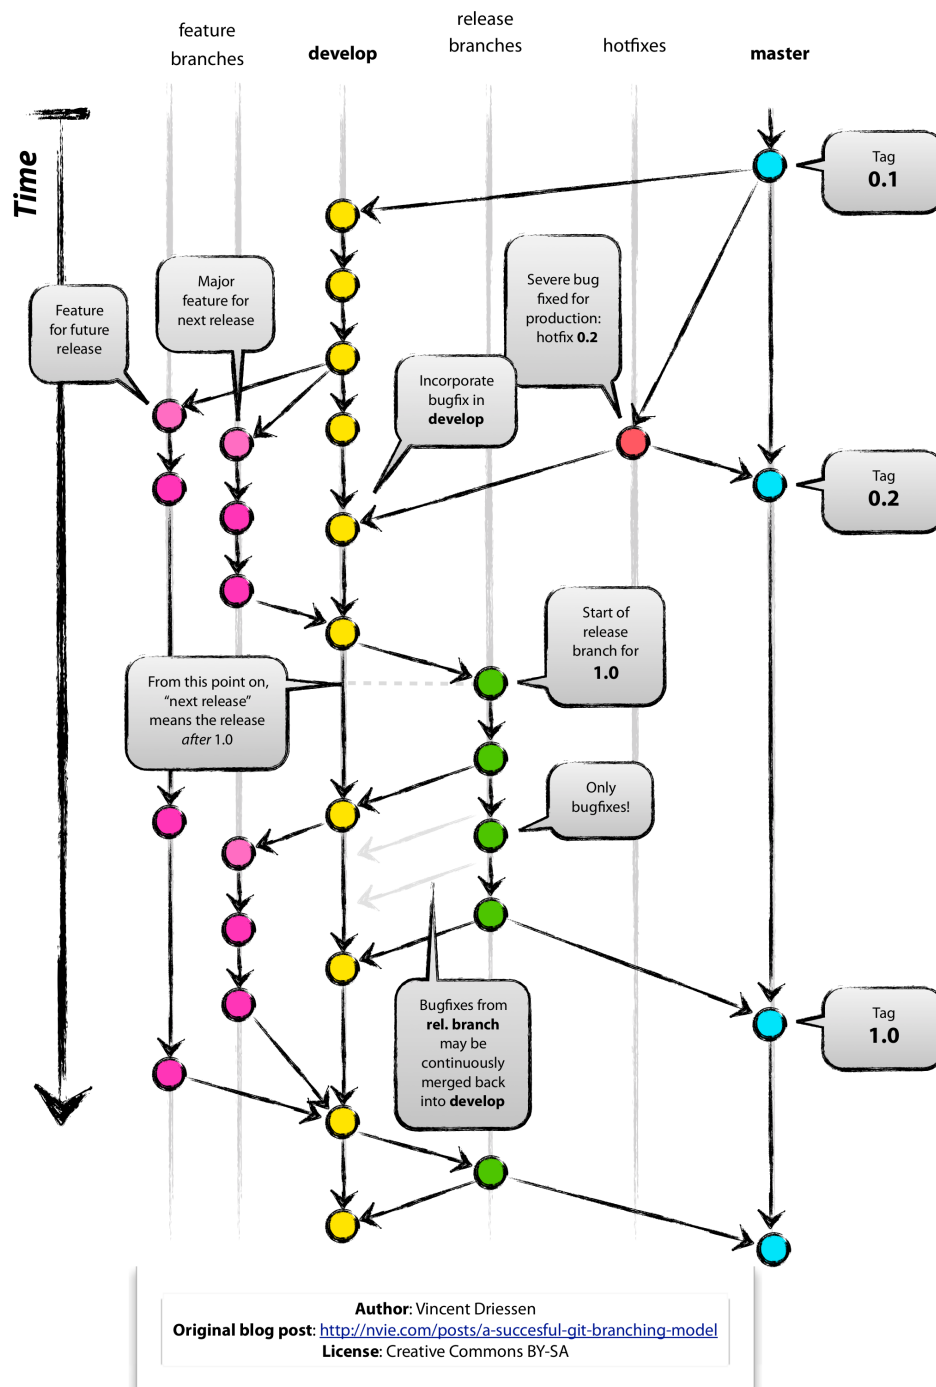 feature
branches
develop
release
branches
hotfixes
master
Time
Tag
0.1
Major
feature for
next release
Feature
for future
release
Severe bug
fixed for
production:
hotfix 0.2
Incorporate
bugfix in
develop
Tag
0.2
Start of
release
branch for
1.0
From this point on,
“next release”
means the release
after 1.0
Only
bugfixes!
Bugfixes from
rel. branch
may be
continuously
merged back
into develop
Tag
1.0
Author: Vincent Driessen
Original blog post: http://nvie.com/posts/a-succesful-git-branching-model
License: Creative Commons BY-SA